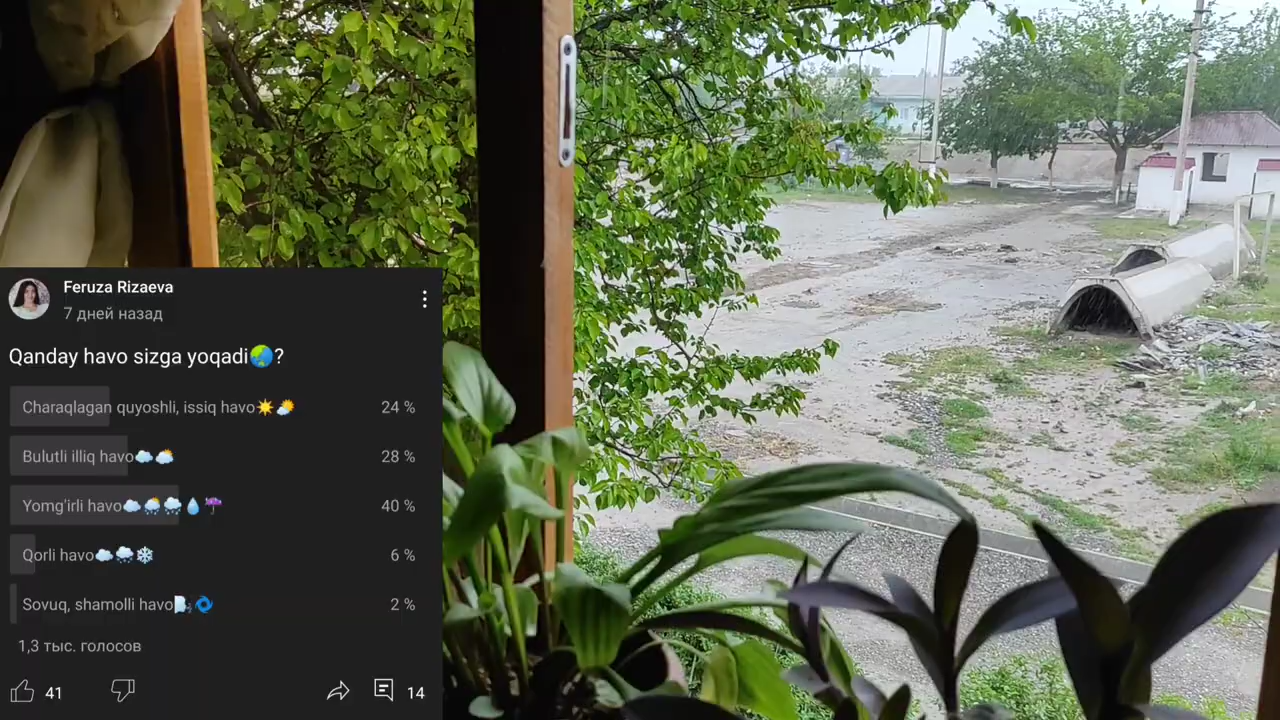 Feruza Rizaeva
7 дней назад
Qanday havo sizga yoqadi🌏?
Charaqlagan quyoshli, issiq havo☀️🌤️ 24 %
Bulutli illiq havo☁️🌥️ 28 %
Yomg'irli havo☁️🌦️🌧️💧☔ 40 %
Qorli havo☁️🌨️❄️ 6 %
Sovuq, shamolli havo🌬️🌀 2 %
1,3 тыс. голосов
41
14